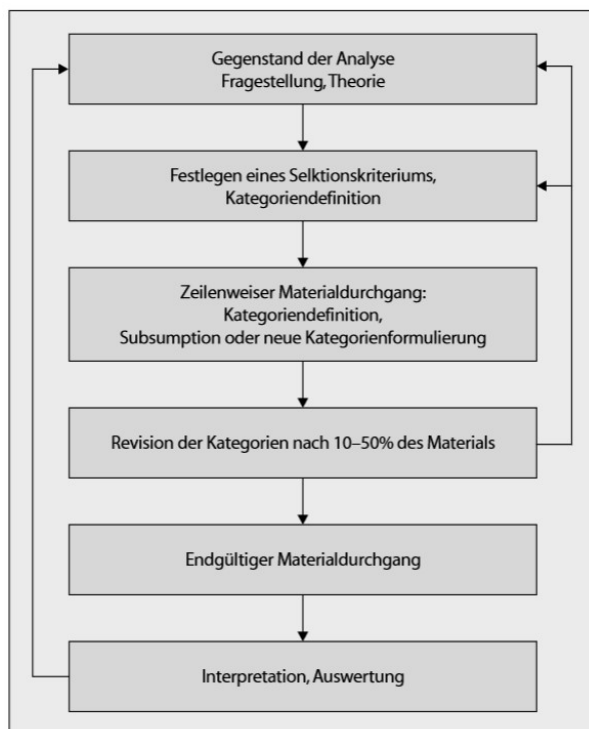 Gegenstand der Analyse
Fragestellung, Theorie
Festlegen eines Selktionskriteriums,
Kategoriendefinition
Zeilenweiser Materialdurchgang:
Kategoriendefinition,
Subsumption oder neue Kategorienformulierung
Revision der Kategorien nach 10–50% des Materials
Endgültiger Materialdurchgang
Interpretation, Auswertung